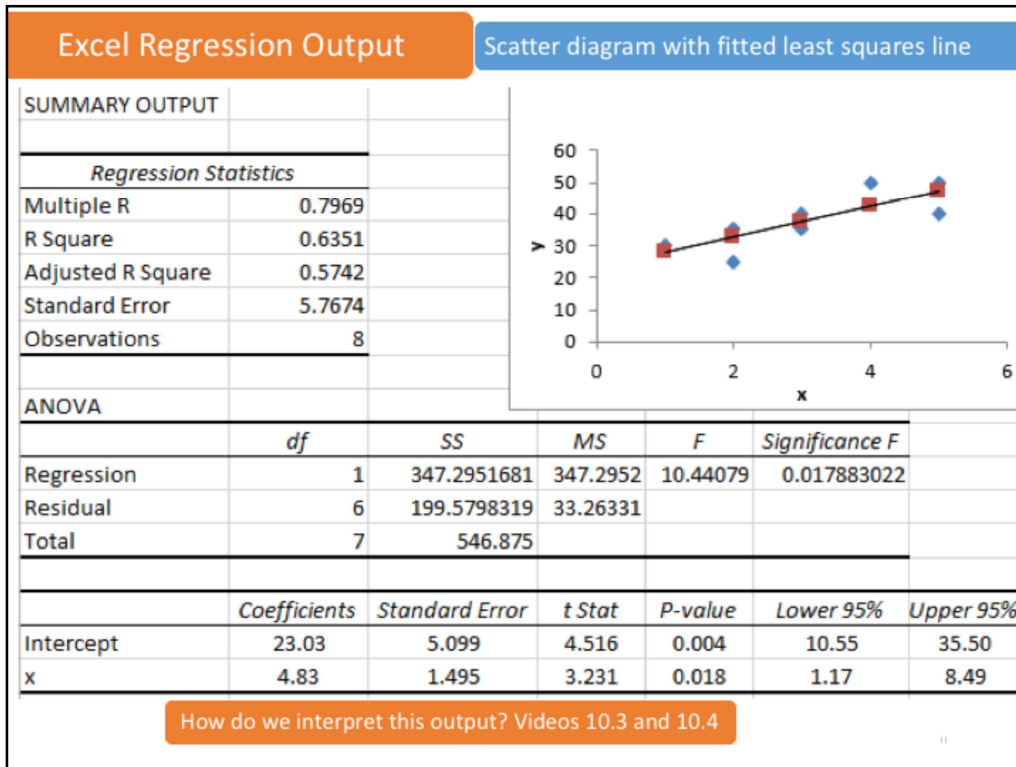 Excel Regression Output
Scatter diagram with fitted least squares line
SUMMARY OUTPUT
Regression Statistics
Multiple R 0.7969
R Square 0.6351
Adjusted R Square 0.5742
Standard Error 5.7674
Observations 8
60
50
40
30
20
10
0
y
0 2 4 6
x
ANOVA
df SS MS F Significance F
Regression 1 347.2951681 347.2952 10.44079 0.017883022
Residual 6 199.5798319 33.26331
Total 7 546.875
Coefficients Standard Error t Stat P-value Lower 95% Upper 95%
Intercept 23.03 5.099 4.516 0.004 10.55 35.50
x 4.83 1.495 3.231 0.018 1.17 8.49
How do we interpret this output? Videos 10.3 and 10.4
11